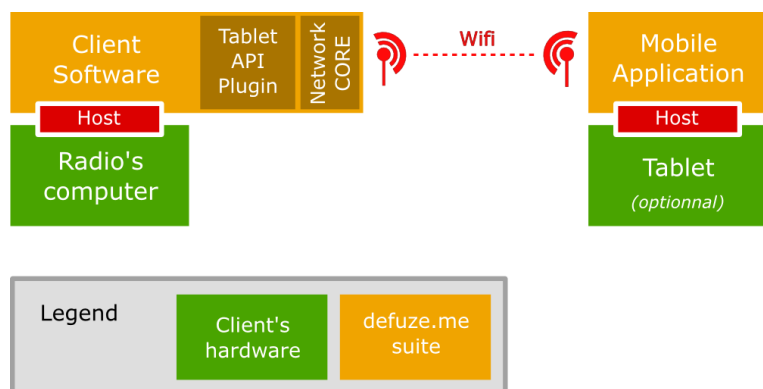 Client
Software
Tablet
API
Plugin
Network
CORE
Wifi
Mobile
Application
Host
Host
Radio's
computer
Tablet
(optionnal)
Legend
Client's
hardware
defuze.me
suite